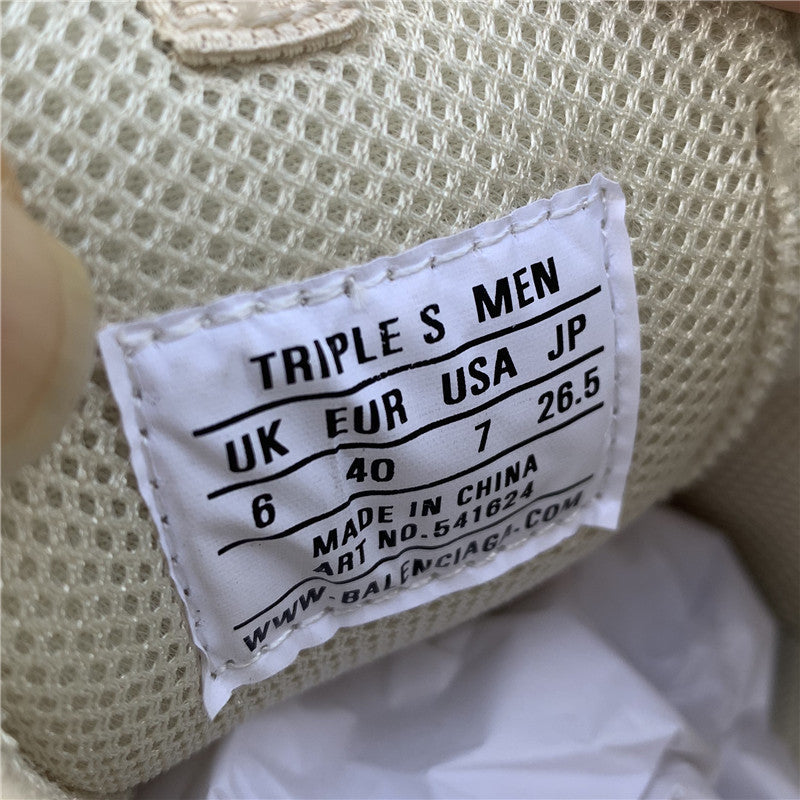 TRIPLE S MEN
UK EUR USA JP
6 40 7 26.5
MADE IN CHINA
ART NO.541624
WWW.BALENCIAGA.COM